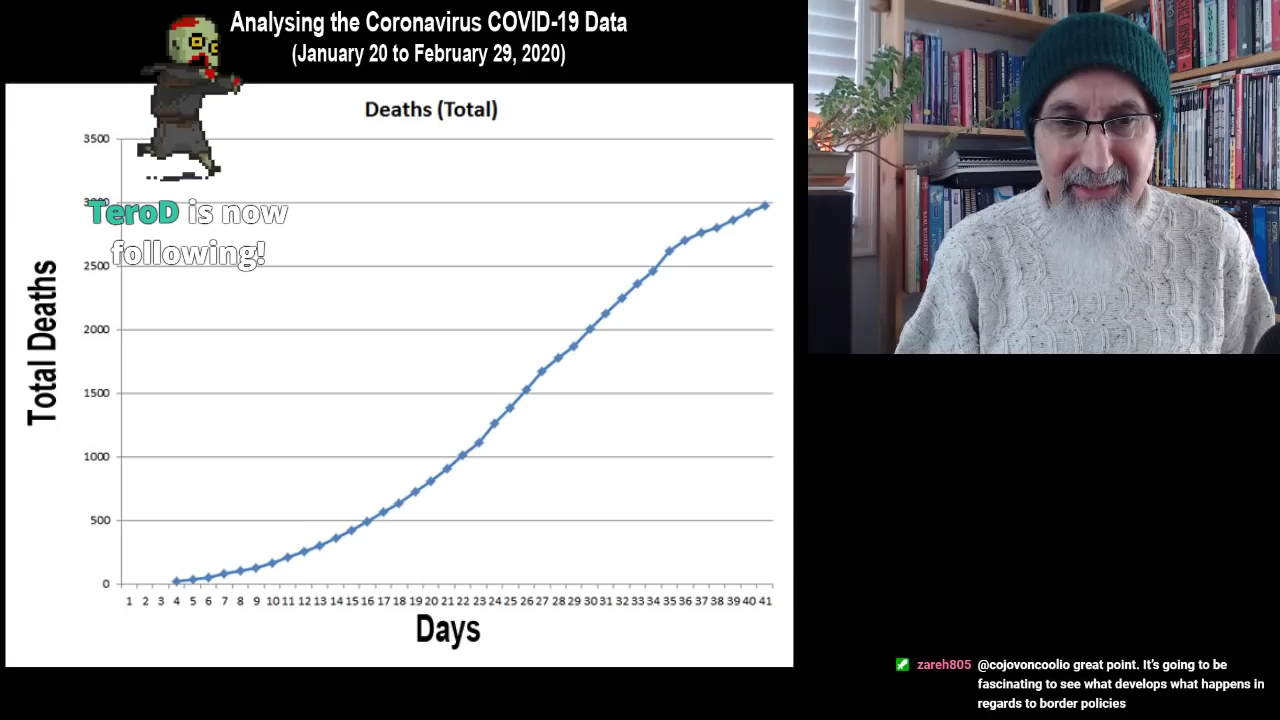 Analysing the Coronavirus COVID-19 Data
(January 20 to February 29, 2020)
Deaths (Total)
3500
TeroD is now
following!
2500
2000
1500
1000
500
0
Total Deaths
1 2 3 4 5 6 7 8 9 10 11 12 13 14 15 16 17 18 19 20 21 22 23 24 25 26 27 28 29 30 31 32 33 34 35 36 37 38 39 40 41
Days
zareh805 @cojovoncoolio great point. It's going to be
fascinating to see what develops what happens in
regards to border policies